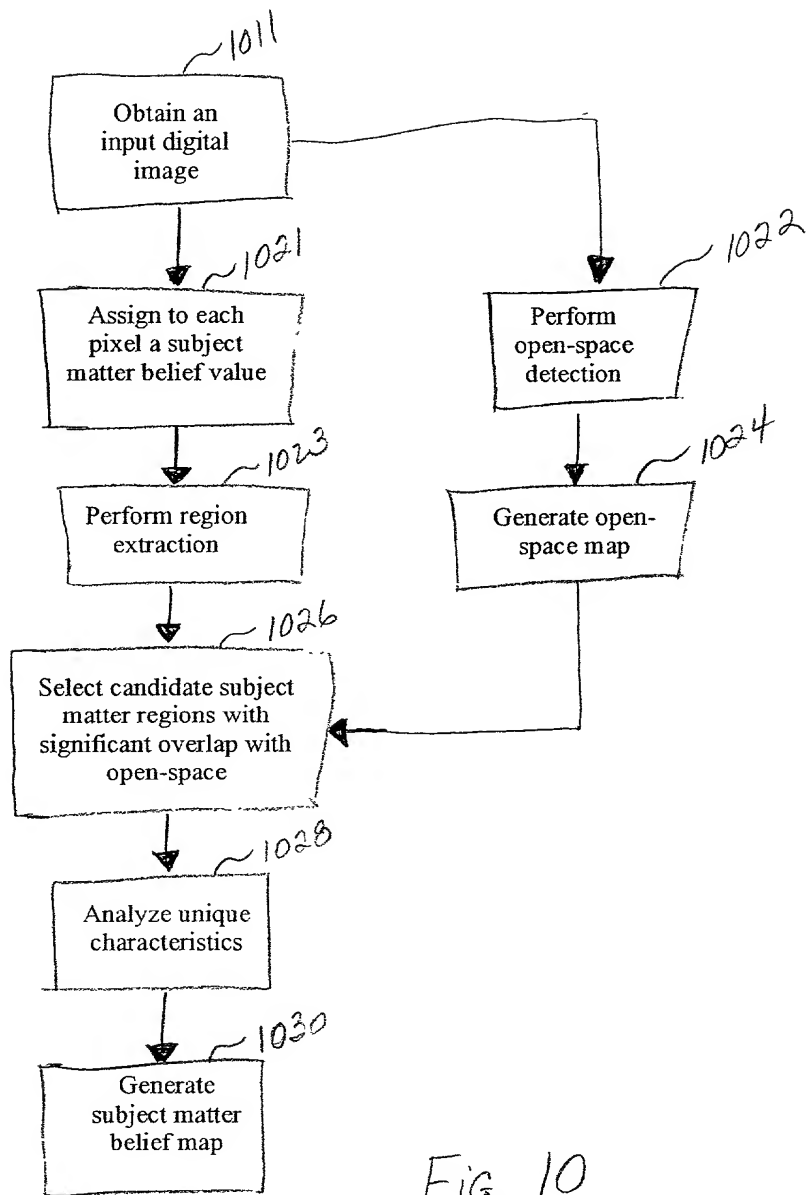 1011
Obtain an
input digital
image
1021
Assign to each
pixel a subject
matter belief value
1022
Perform
open-space
detection
1023
Perform region
extraction
1024
Generate open-
space map
1026
Select candidate subject
matter regions with
significant overlap with
open-space
1028
Analyze unique
characteristics
1030
Generate
subject matter
belief map
Fig 10